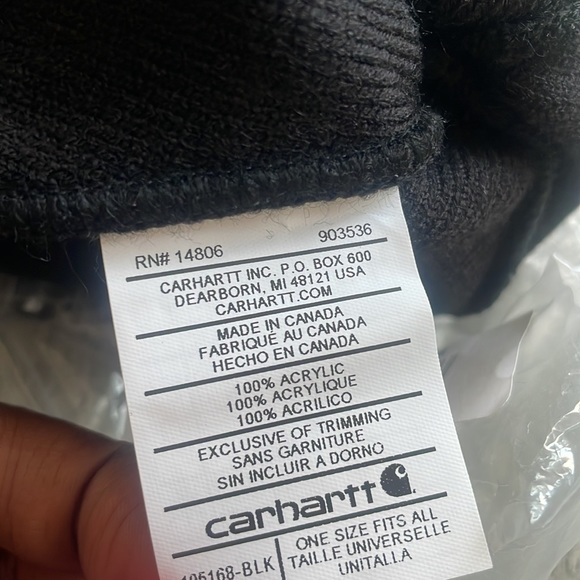 RN# 14806 903536
CARHARTT INC. P.O. BOX 600
DEARBORN, MI 48121 USA
CARHARTT.COM
MADE IN CANADA
FABRIQUÉ AU CANADA
HECHO EN CANADA
100% ACRYLIC
100% ACRYLIQUE
100% ACRILICO
EXCLUSIVE OF TRIMMING
SANS GARNITURE
SIN INCLUIR A DORNO
carhartt
105168-BLK
ONE SIZE FITS ALL
TAILLE UNIVERSELLE
UNITALLA